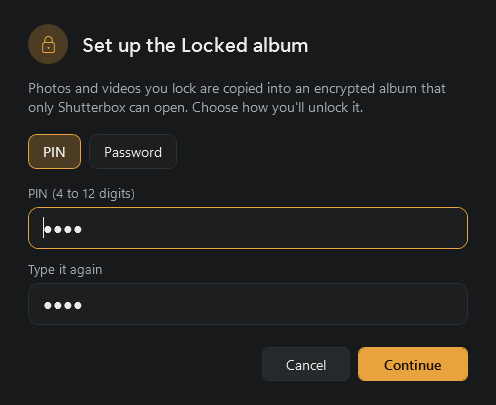 Set up the Locked album
Photos and videos you lock are copied into an encrypted album that
only Shutterbox can open. Choose how you'll unlock it.
PIN
Password
PIN (4 to 12 digits)
●●●●
Type it again
●●●●
Cancel
Continue